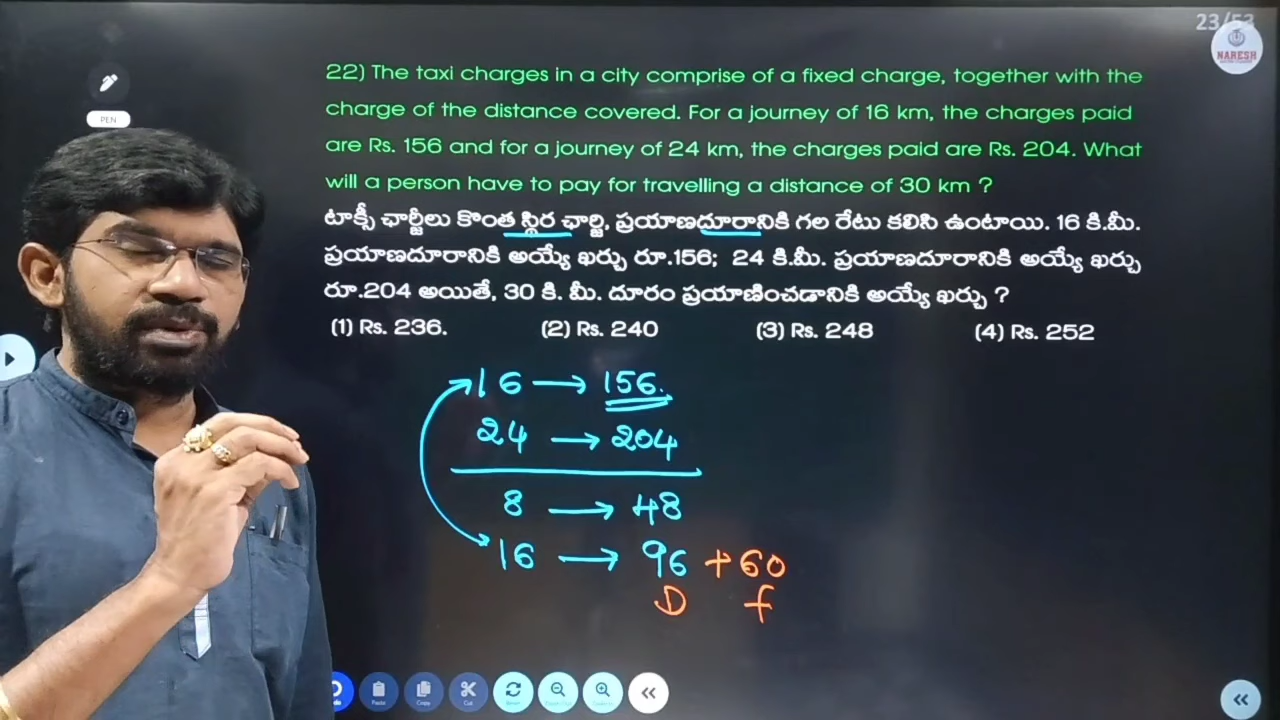 23/53
NARESH
PEN
22) The taxi charges in a city comprise of a fixed charge, together with the
charge of the distance covered. For a journey of 16 km, the charges paid
are Rs. 156 and for a journey of 24 km, the charges paid are Rs. 204. What
will a person have to pay for travelling a distance of 30 km ?
టాక్సీ ఛార్జీలు కొంత స్థిర ఛార్జి, ప్రయాణదూరానికి గల రేటు కలిసి ఉంటాయి. 16 కి.మీ.
ప్రయాణదూరానికి అయ్యే ఖర్చు రూ.156; 24 కి.మీ. ప్రయాణదూరానికి అయ్యే ఖర్చు
రూ.204 అయితే, 30 కి. మీ. దూరం ప్రయాణించడానికి అయ్యే ఖర్చు ?
(1) Rs. 236. (2) Rs. 240 (3) Rs. 248 (4) Rs. 252
16 → 156.
24 → 204
8 → 48
16 → 96 + 60
D f
Paste Copy Cut